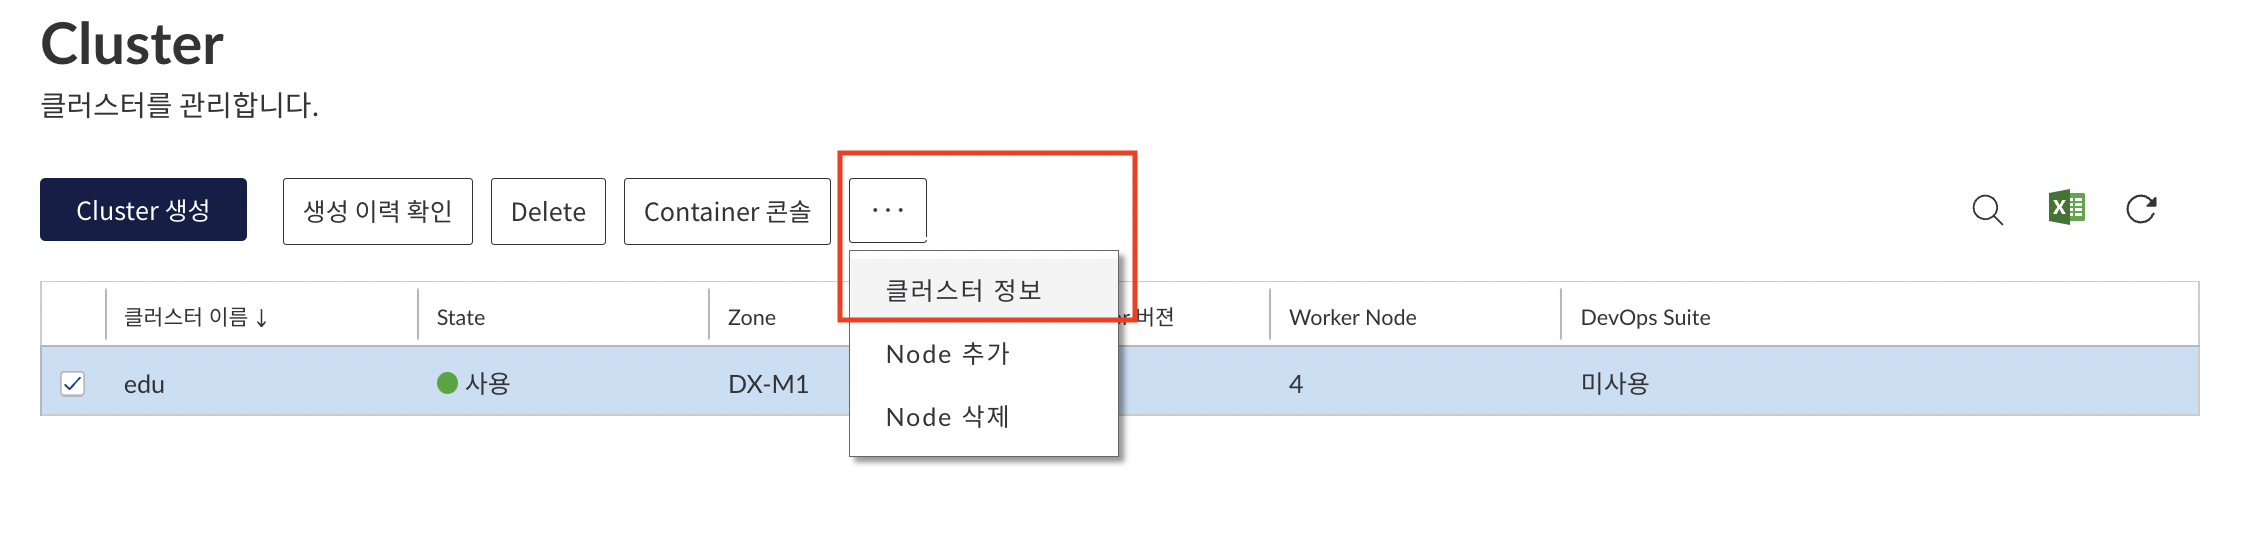 Cluster
클러스터를 관리합니다.
Cluster 생성 생성 이력 확인 Delete Container 콘솔 ···
클러스터 정보
클러스터 이름 ↓ State Zone 버젼 Worker Node DevOps Suite
Node 추가
edu 사용 DX-M1 4 미사용
Node 삭제